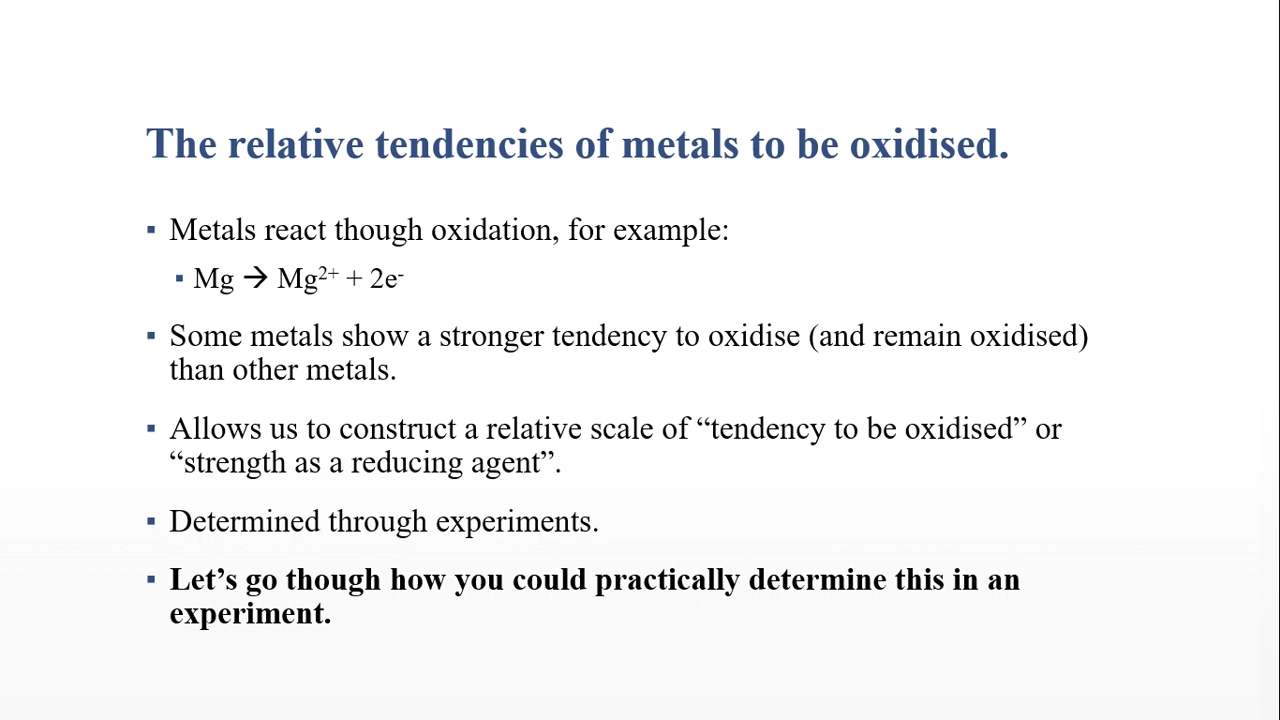 The relative tendencies of metals to be oxidised.
▪ Metals react though oxidation, for example:
▪ Mg → Mg²⁺ + 2e⁻
▪ Some metals show a stronger tendency to oxidise (and remain oxidised)
than other metals.
▪ Allows us to construct a relative scale of “tendency to be oxidised” or
“strength as a reducing agent”.
▪ Determined through experiments.
▪ Let’s go though how you could practically determine this in an
experiment.